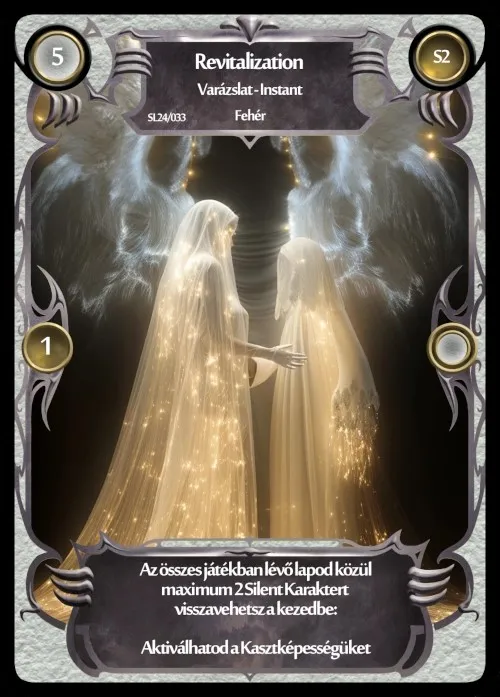 5
S2
Revitalization
Varázslat - Instant
SL24/033
Fehér
1
Az összes játékban lévő lapod közül
maximum 2 Silent Karaktert
visszavehetsz a kezedbe:
Aktiválhatod a Kasztképességüket